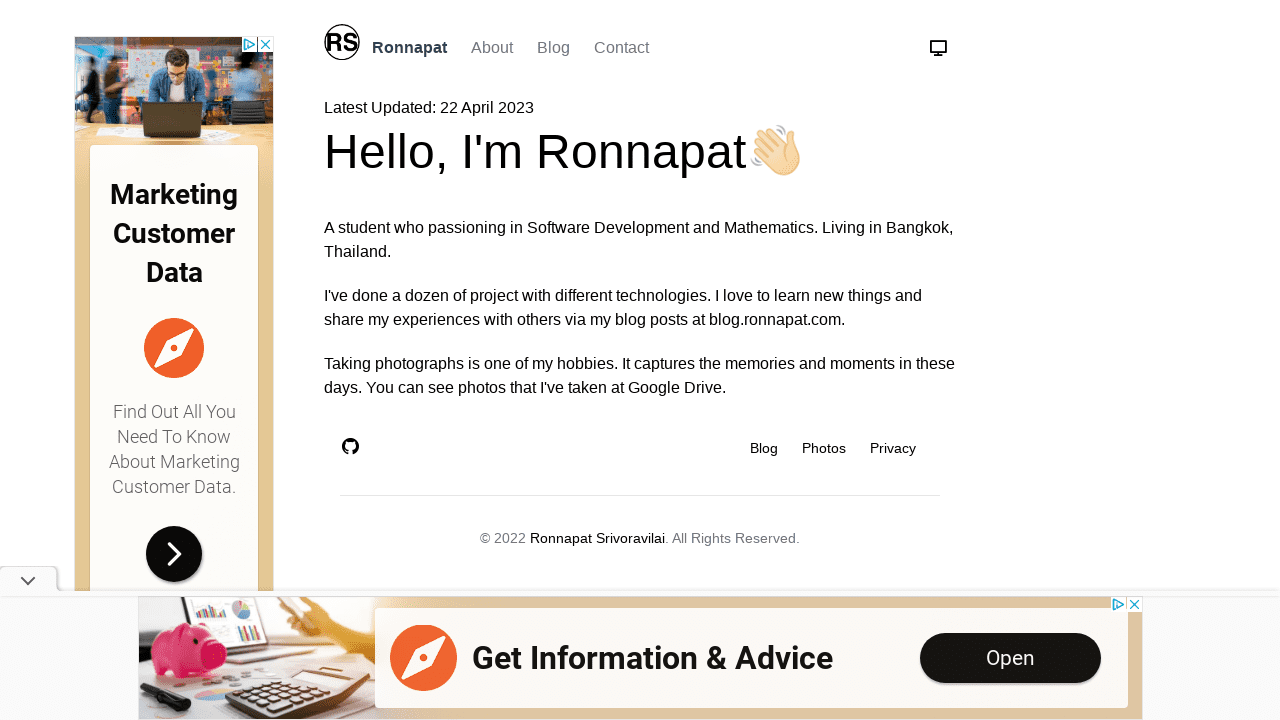 RS
Ronnapat
About
Blog
Contact
Latest Updated: 22 April 2023
Hello, I'm Ronnapat
A student who passioning in Software Development and Mathematics. Living in Bangkok,
Thailand.
I've done a dozen of project with different technologies. I love to learn new things and
share my experiences with others via my blog posts at blog.ronnapat.com.
Taking photographs is one of my hobbies. It captures the memories and moments in these
days. You can see photos that I've taken at Google Drive.
Blog
Photos
Privacy
© 2022 Ronnapat Srivoravilai. All Rights Reserved.
Marketing
Customer
Data
Find Out All You
Need To Know
About Marketing
Customer Data.
Get Information & Advice
Open